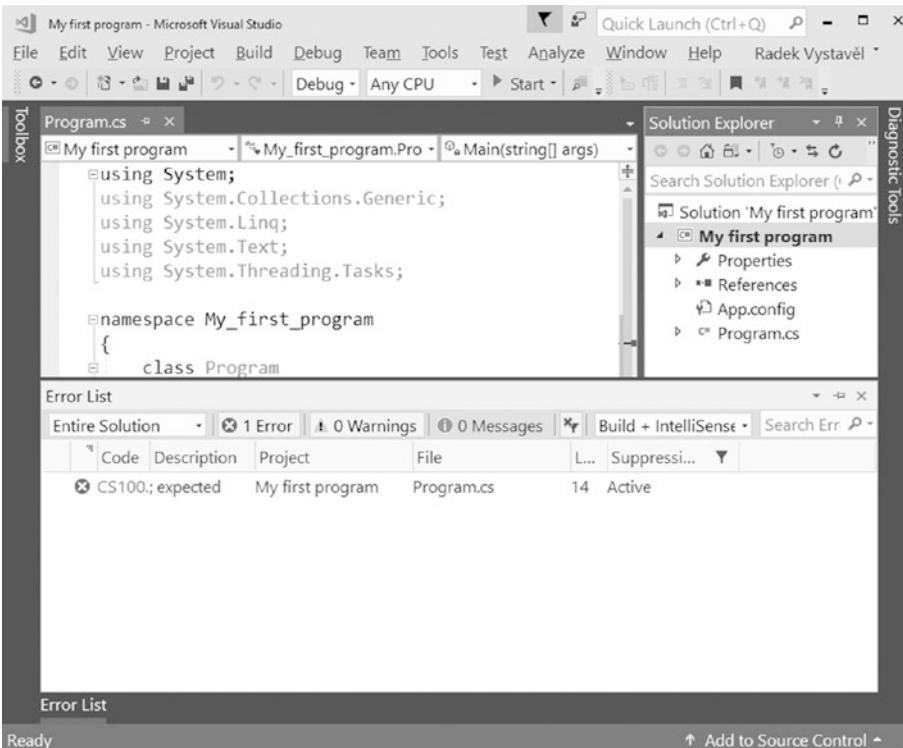 My first program - Microsoft Visual Studio
Quick Launch (Ctrl+Q)
File Edit View Project Build Debug Team Tools Test Analyze Window Help Radek Vystavěl
Debug Any CPU Start
Toolbox
Program.cs
My first program My_first_program.Pro Main(string[] args)
using System;
using System.Collections.Generic;
using System.Linq;
using System.Text;
using System.Threading.Tasks;
namespace My_first_program
{
class Program
Solution Explorer
Search Solution Explorer (
Solution 'My first program'
My first program
Properties
References
App.config
C# Program.cs
Diagnostic Tools
Error List
Entire Solution 1 Error 0 Warnings 0 Messages Build + IntelliSense Search Err
Code Description Project File L... Suppressi...
CS100.; expected My first program Program.cs 14 Active
Error List
Ready Add to Source Control